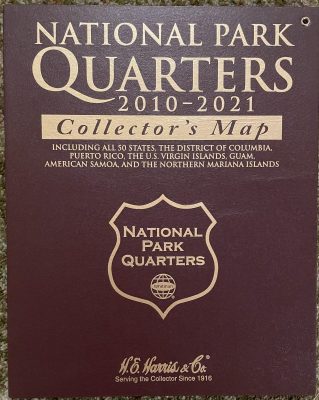 NATIONAL PARK
QUARTERS
2010-2021
Collector's Map
INCLUDING ALL 50 STATES, THE DISTRICT OF COLUMBIA,
PUERTO RICO, THE U.S. VIRGIN ISLANDS, GUAM,
AMERICAN SAMOA, AND THE NORTHERN MARIANA ISLANDS
NATIONAL
PARK
QUARTERS
H.E. Harris & Co.
Serving the Collector Since 1916